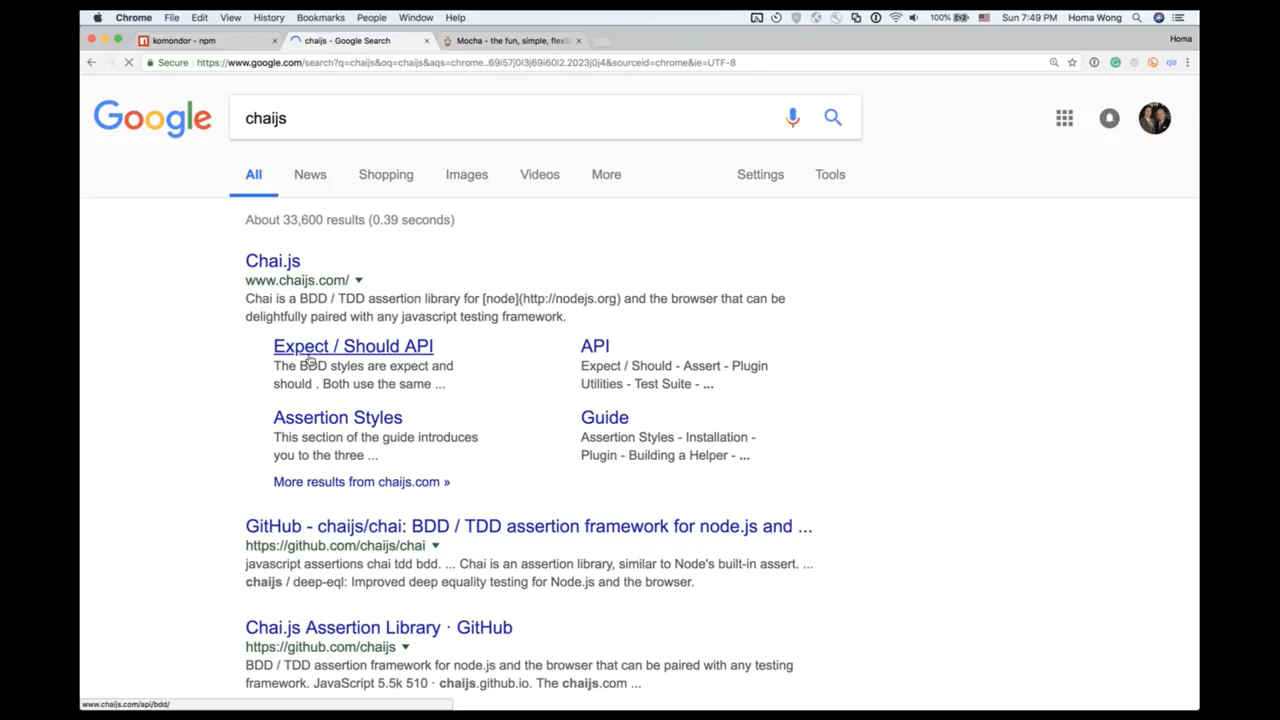 Chrome File Edit View History Bookmarks People Window Help 100% Sun 7:49 PM Homa Wong
komondor - npm × chaijs - Google Search × Mocha - the fun, simple, flexib × Homa
Secure https://www.google.com/search?q=chaijs&oq=chaijs&aqs=chrome..69i57j0l3j69i60l2.2023j0j4&sourceid=chrome&ie=UTF-8
Google chaijs
All News Shopping Images Videos More Settings Tools
About 33,600 results (0.39 seconds)
Chai.js
www.chaijs.com/
Chai is a BDD / TDD assertion library for [node](http://nodejs.org) and the browser that can be
delightfully paired with any javascript testing framework.
Expect / Should API
The BDD styles are expect and
should . Both use the same ...
API
Expect / Should - Assert - Plugin
Utilities - Test Suite - ...
Assertion Styles
This section of the guide introduces
you to the three ...
Guide
Assertion Styles - Installation -
Plugin - Building a Helper - ...
More results from chaijs.com »
GitHub - chaijs/chai: BDD / TDD assertion framework for node.js and ...
https://github.com/chaijs/chai
javascript assertions chai tdd bdd. ... Chai is an assertion library, similar to Node's built-in assert. ...
chaijs / deep-eql: Improved deep equality testing for Node.js and the browser.
Chai.js Assertion Library · GitHub
https://github.com/chaijs
BDD / TDD assertion framework for node.js and the browser that can be paired with any testing
framework. JavaScript 5.5k 510 · chaijs.github.io. The chaijs.com ...
www.chaijs.com/api/bdd/